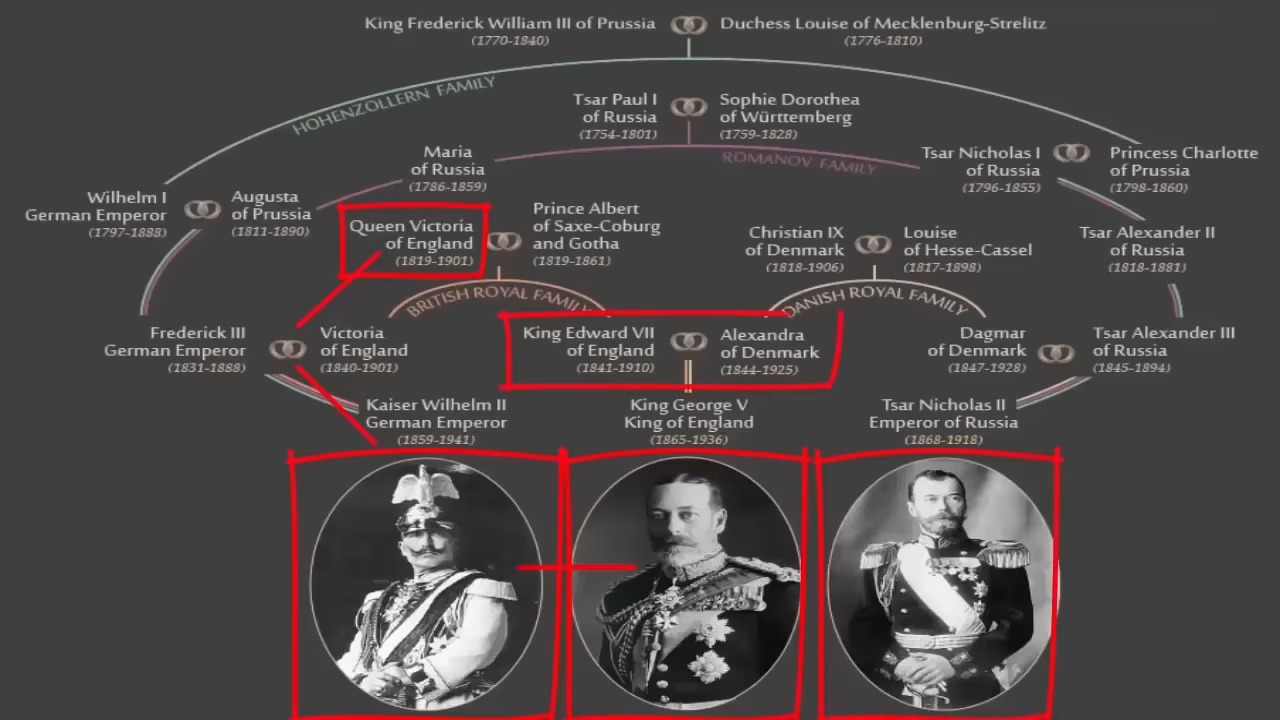 King Frederick William III of Prussia
(1770-1840)
Duchess Louise of Mecklenburg-Strelitz
(1776-1810)
HOHENZOLLERN FAMILY
Tsar Paul I
of Russia
(1754-1801)
Sophie Dorothea
of Württemberg
(1759-1828)
ROMANOV FAMILY
Maria
of Russia
(1786-1859)
Tsar Nicholas I
of Russia
(1796-1855)
Princess Charlotte
of Prussia
(1798-1860)
Wilhelm I
German Emperor
(1797-1888)
Augusta
of Prussia
(1811-1890)
Queen Victoria
of England
(1819-1901)
Prince Albert
of Saxe-Coburg
and Gotha
(1819-1861)
Christian IX
of Denmark
(1818-1906)
Louise
of Hesse-Cassel
(1817-1898)
Tsar Alexander II
of Russia
(1818-1881)
BRITISH ROYAL FAMILY
DANISH ROYAL FAMILY
Frederick III
German Emperor
(1831-1888)
Victoria
of England
(1840-1901)
King Edward VII
of England
(1841-1910)
Alexandra
of Denmark
(1844-1925)
Dagmar
of Denmark
(1847-1928)
Tsar Alexander III
of Russia
(1845-1894)
Kaiser Wilhelm II
German Emperor
(1859-1941)
King George V
King of England
(1865-1936)
Tsar Nicholas II
Emperor of Russia
(1868-1918)